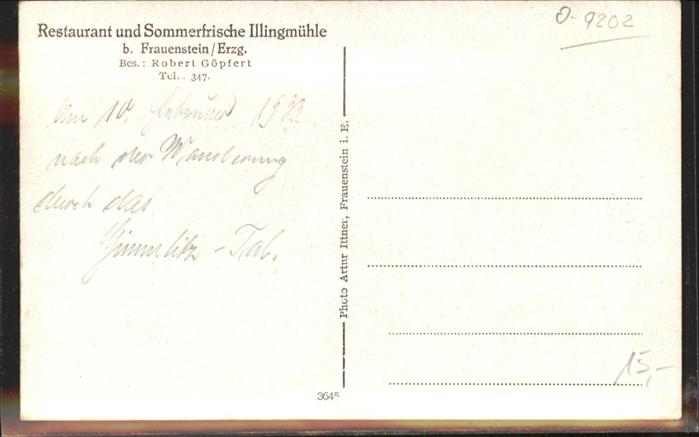 Restaurant und Sommerfrische Illingmühle
b. Frauenstein/Erzg.
Bes.: Robert Göpfert
Tel. 347.
O- 9202
Am 10. Februar 1933
nach der Wanderung
durch das
Gimmlitz-Tal.
Photo Artur Ittner, Frauenstein i. E.
15,-
3645